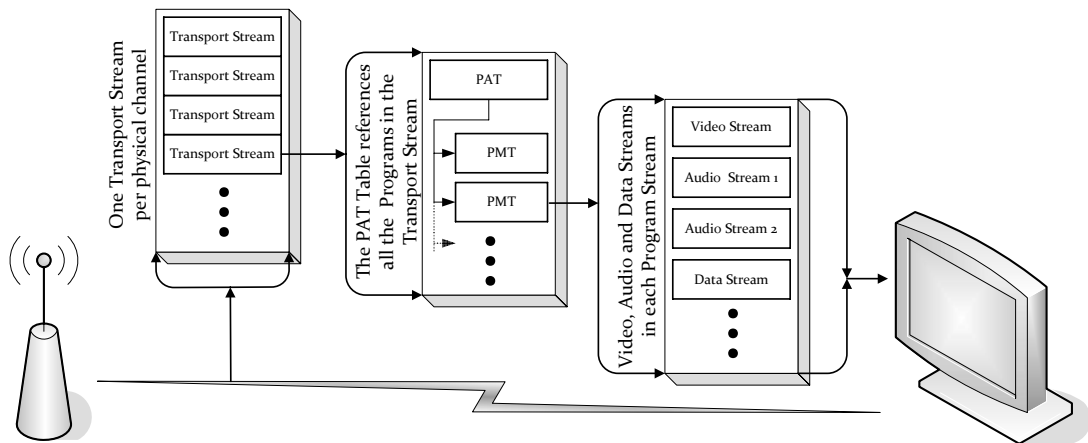 One Transport Stream
per physical channel
Transport Stream
Transport Stream
Transport Stream
Transport Stream
The PAT Table references
all the Programs in the
Transport Stream
PAT
PMT
PMT
Video, Audio and Data Streams
in each Program Stream
Video Stream
Audio Stream 1
Audio Stream 2
Data Stream